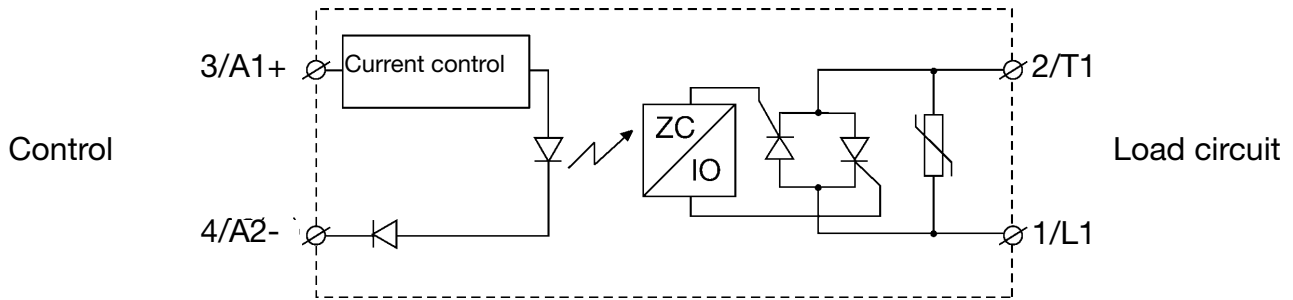 3/A1+
Current control
2/T1
ZC
IO
Control
Load circuit
4/A2-
1/L1